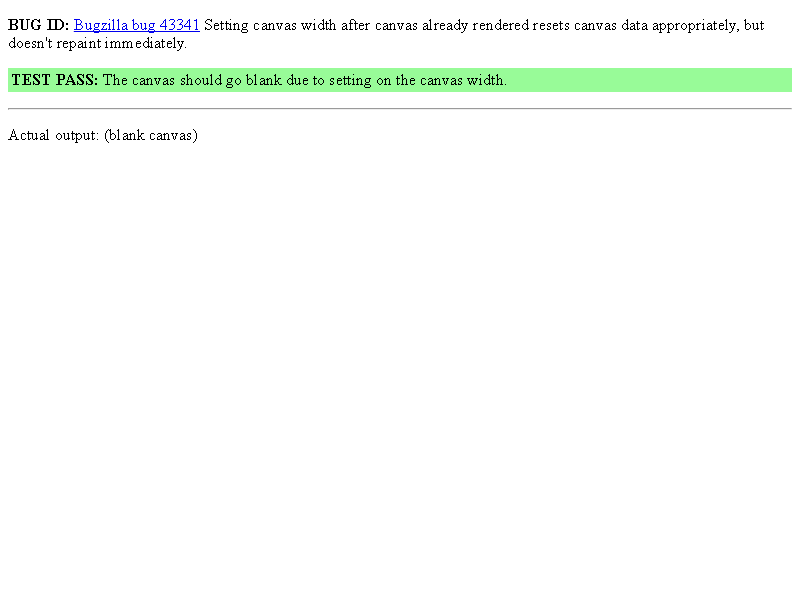 BUG ID: Bugzilla bug 43341 Setting canvas width after canvas already rendered resets canvas data appropriately, but
doesn't repaint immediately.
TEST PASS: The canvas should go blank due to setting on the canvas width.
Actual output: (blank canvas)